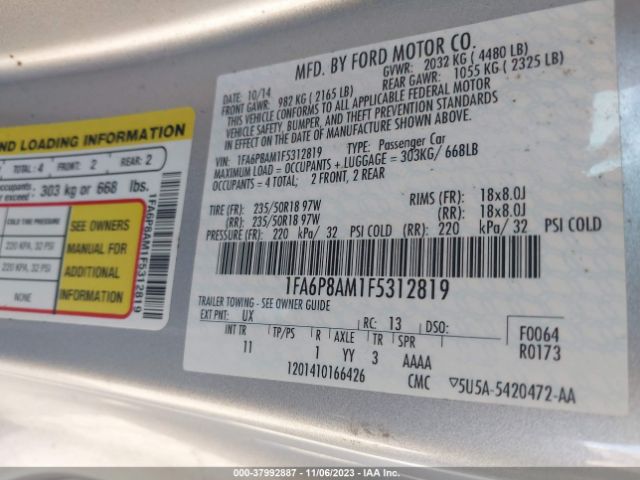 MFD. BY FORD MOTOR CO.
DATE: 10/14 GVWR: 2032 KG ( 4480 LB)
FRONT GAWR: 982 KG ( 2165 LB) REAR GAWR: 1055 KG ( 2325 LB)
THIS VEHICLE CONFORMS TO ALL APPLICABLE FEDERAL MOTOR
VEHICLE SAFETY, BUMPER, AND THEFT PREVENTION STANDARDS
IN EFFECT ON THE DATE OF MANUFACTURE SHOWN ABOVE.
VIN: 1FA6P8AM1F5312819 TYPE: Passenger Car
MAXIMUM LOAD = OCCUPANTS + LUGGAGE = 303KG/ 668LB
OCCUPANTS = 4 TOTAL; 2 FRONT, 2 REAR
TIRE (FR): 235/50R18 97W RIMS (FR): 18x8.0J
(RR): 235/50R18 97W (RR): 18x8.0J
PRESSURE (FR): 220 kPa/ 32 PSI COLD (RR): 220 kPa/ 32 PSI COLD
1FA6P8AM1F5312819
TRAILER TOWING - SEE OWNER GUIDE
EXT PNT: UX RC: 13 DSO: F0064
R0173
INT TR TP/PS R AXLE TR SPR
11 1 YY 3 AAAA
1201410166426 CMC ▽5U5A-5420472-AA
ND LOADING INFORMATION
TOTAL: 4 FRONT: 2 REAR: 2
occupants
exceed 303 kg or 668 lbs.
COLD TIRE PRESSURE SEE OWNERS
220 KPA, 32 PSI MANUAL FOR
220 KPA, 32 PSI ADDITIONAL
NONE INFORMATION
1FA6P8AM1F5312819
000-37992887 - 11/06/2023 - IAA Inc.